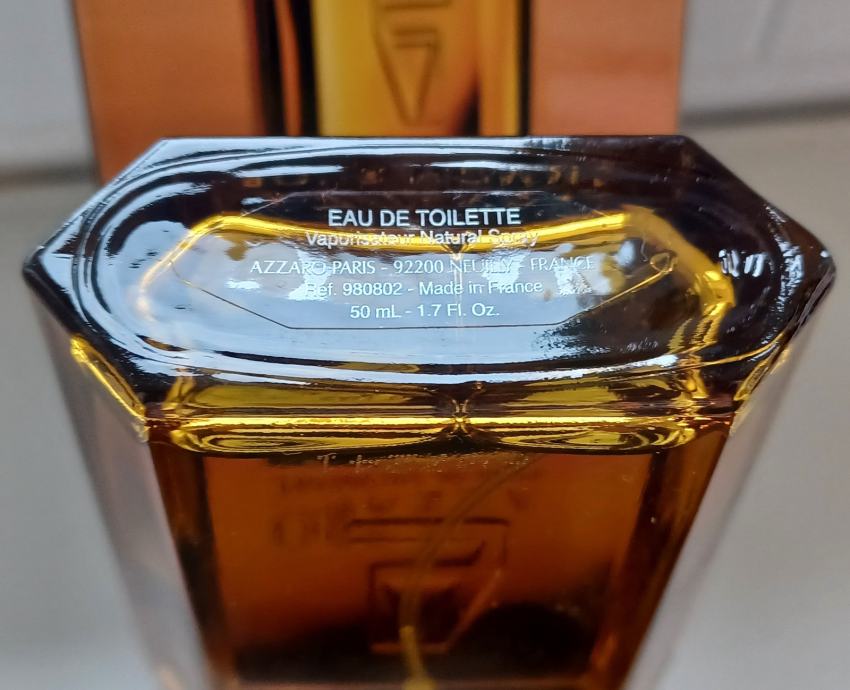 EAU DE TOILETTE
Vaporisateur Natural Spray
AZZARO PARIS - 92200 NEUILLY - FRANCE
Réf. 980802 - Made in France
50 mL - 1.7 Fl. Oz.